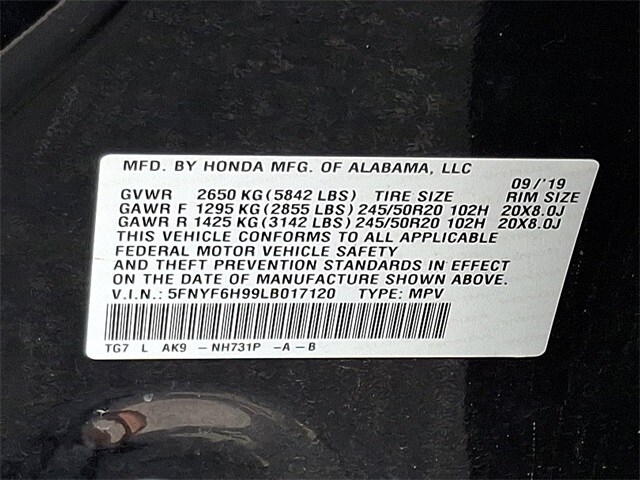 MFD. BY HONDA MFG. OF ALABAMA, LLC
09/'19
GVWR 2650 KG(5842 LBS) TIRE SIZE RIM SIZE
GAWR F 1295 KG(2855 LBS) 245/50R20 102H 20X8.0J
GAWR R 1425 KG(3142 LBS) 245/50R20 102H 20X8.0J
THIS VEHICLE CONFORMS TO ALL APPLICABLE
FEDERAL MOTOR VEHICLE SAFETY
AND THEFT PREVENTION STANDARDS IN EFFECT
ON THE DATE OF MANUFACTURE SHOWN ABOVE.
V.I.N.: 5FNYF6H99LB017120 TYPE: MPV
TG7 L AK9 -NH731P -A-B